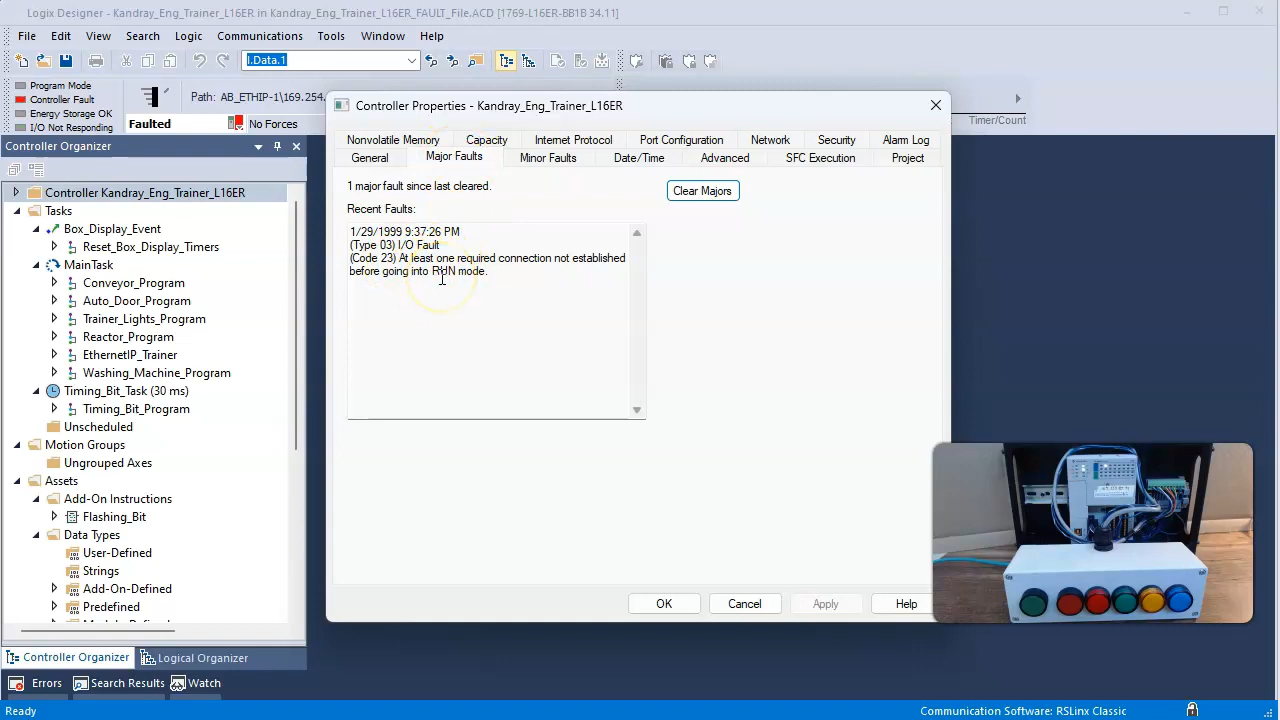 Logix Designer - Kandray_Eng_Trainer_L16ER in Kandray_Eng_Trainer_L16ER_FAULT_File.ACD [1769-L16ER-BB1B 34.11]
File Edit View Search Logic Communications Tools Window Help
I.Data.1
Program Mode
Controller Fault
Energy Storage OK
I/O Not Responding
Path: AB_ETHIP-1\169.254.
Faulted
No Forces
Time/Count
Controller Organizer
Controller Kandray_Eng_Trainer_L16ER
Tasks
Box_Display_Event
Reset_Box_Display_Timers
MainTask
Conveyor_Program
Auto_Door_Program
Trainer_Lights_Program
Reactor_Program
EthernetIP_Trainer
Washing_Machine_Program
Timing_Bit_Task (30 ms)
Timing_Bit_Program
Unscheduled
Motion Groups
Ungrouped Axes
Assets
Add-On Instructions
Flashing_Bit
Data Types
User-Defined
Strings
Add-On-Defined
Predefined
Controller Organizer
Logical Organizer
Errors
Search Results
Watch
Ready
Communication Software: RSLinx Classic
Controller Properties - Kandray_Eng_Trainer_L16ER
Nonvolatile Memory Capacity Internet Protocol Port Configuration Network Security Alarm Log
General Major Faults Minor Faults Date/Time Advanced SFC Execution Project
1 major fault since last cleared.
Clear Majors
Recent Faults:
1/29/1999 9:37:26 PM
(Type 03) I/O Fault
(Code 23) At least one required connection not established
before going into RUN mode.
OK Cancel Apply Help